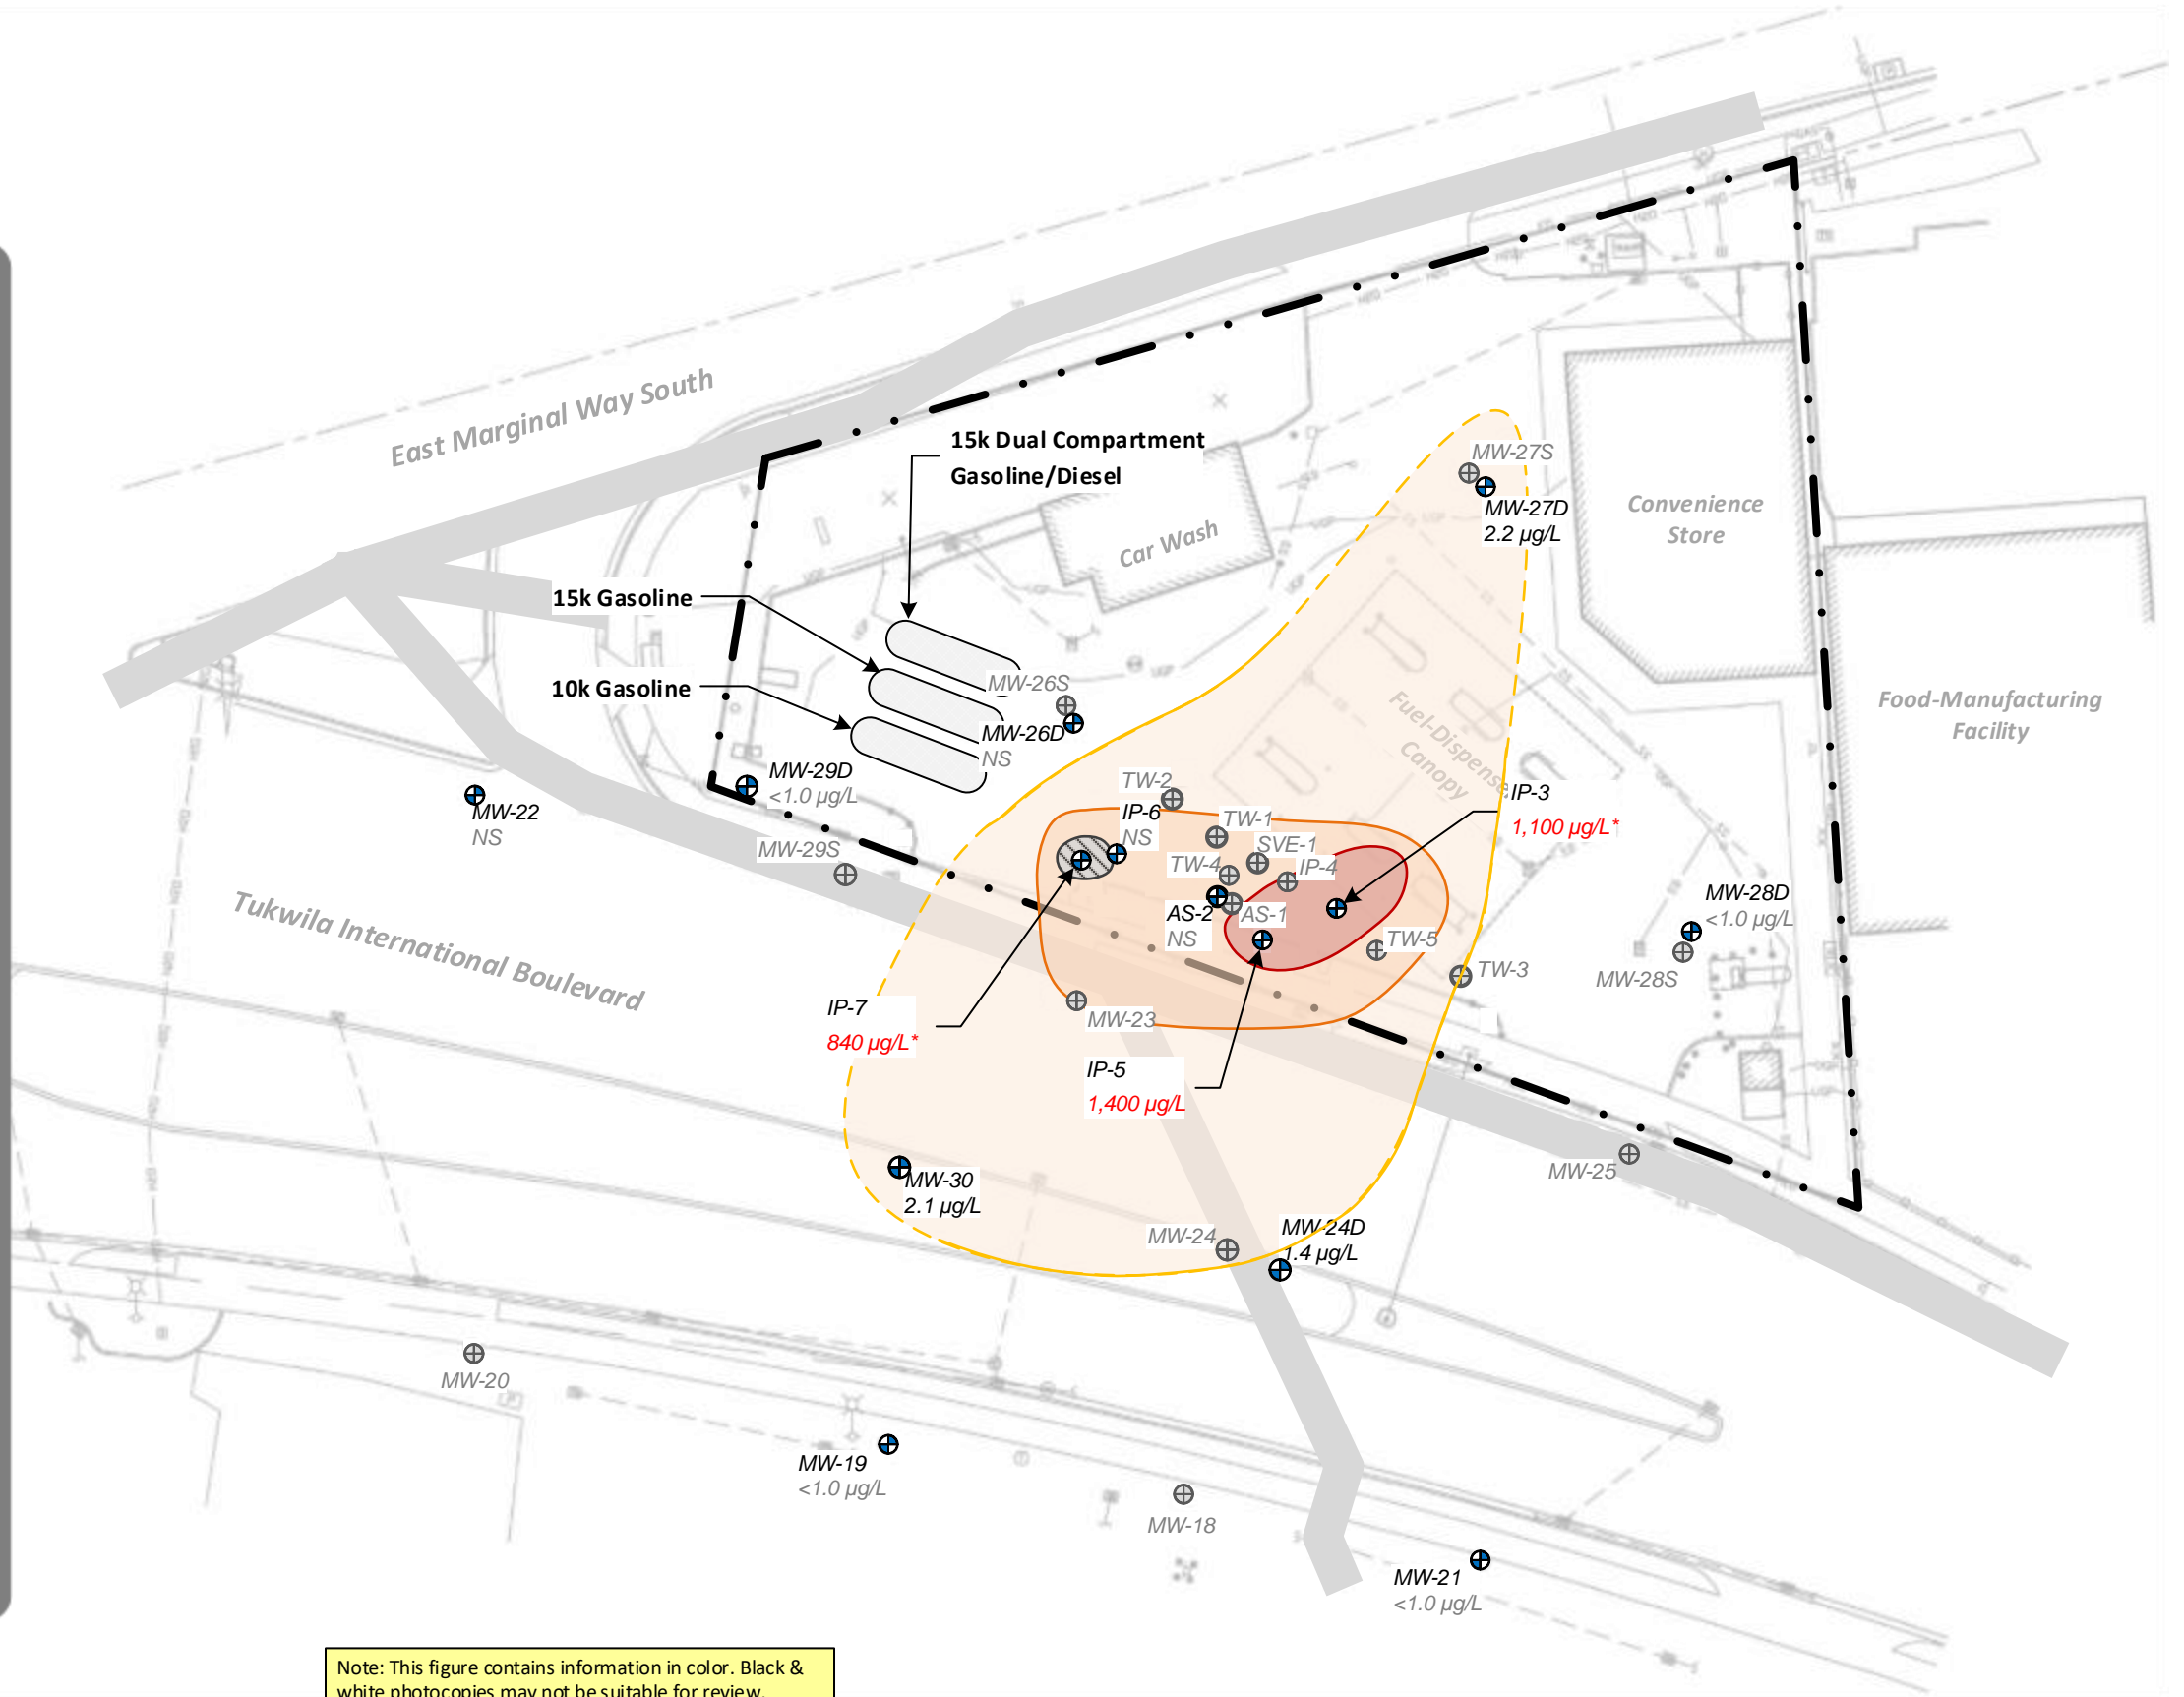 East Marginal Way South
15k Dual Compartment
Gasoline/Diesel
MW-27S
MW-27D
2.2 µg/L
Convenience
Store
Car Wash
15k Gasoline
10k Gasoline
MW-26S
MW-26D
NS
Food-Manufacturing
Facility
Fuel-Dispense
Canopy
MW-29D
<1.0 µg/L
MW-22
NS
MW-29S
TW-2
IP-6
NS
TW-1
SVE-1
TW-4
IP-4
IP-3
1,100 µg/L*
AS-2
NS
AS-1
TW-5
TW-3
MW-28D
<1.0 µg/L
MW-28S
Tukwila International Boulevard
IP-7
840 µg/L*
MW-23
IP-5
1,400 µg/L
MW-25
MW-30
2.1 µg/L
MW-24
MW-24D
1.4 µg/L
MW-20
MW-19
<1.0 µg/L
MW-18
MW-21
<1.0 µg/L
Note: This figure contains information in color. Black &
white photocopies may not be suitable for review.